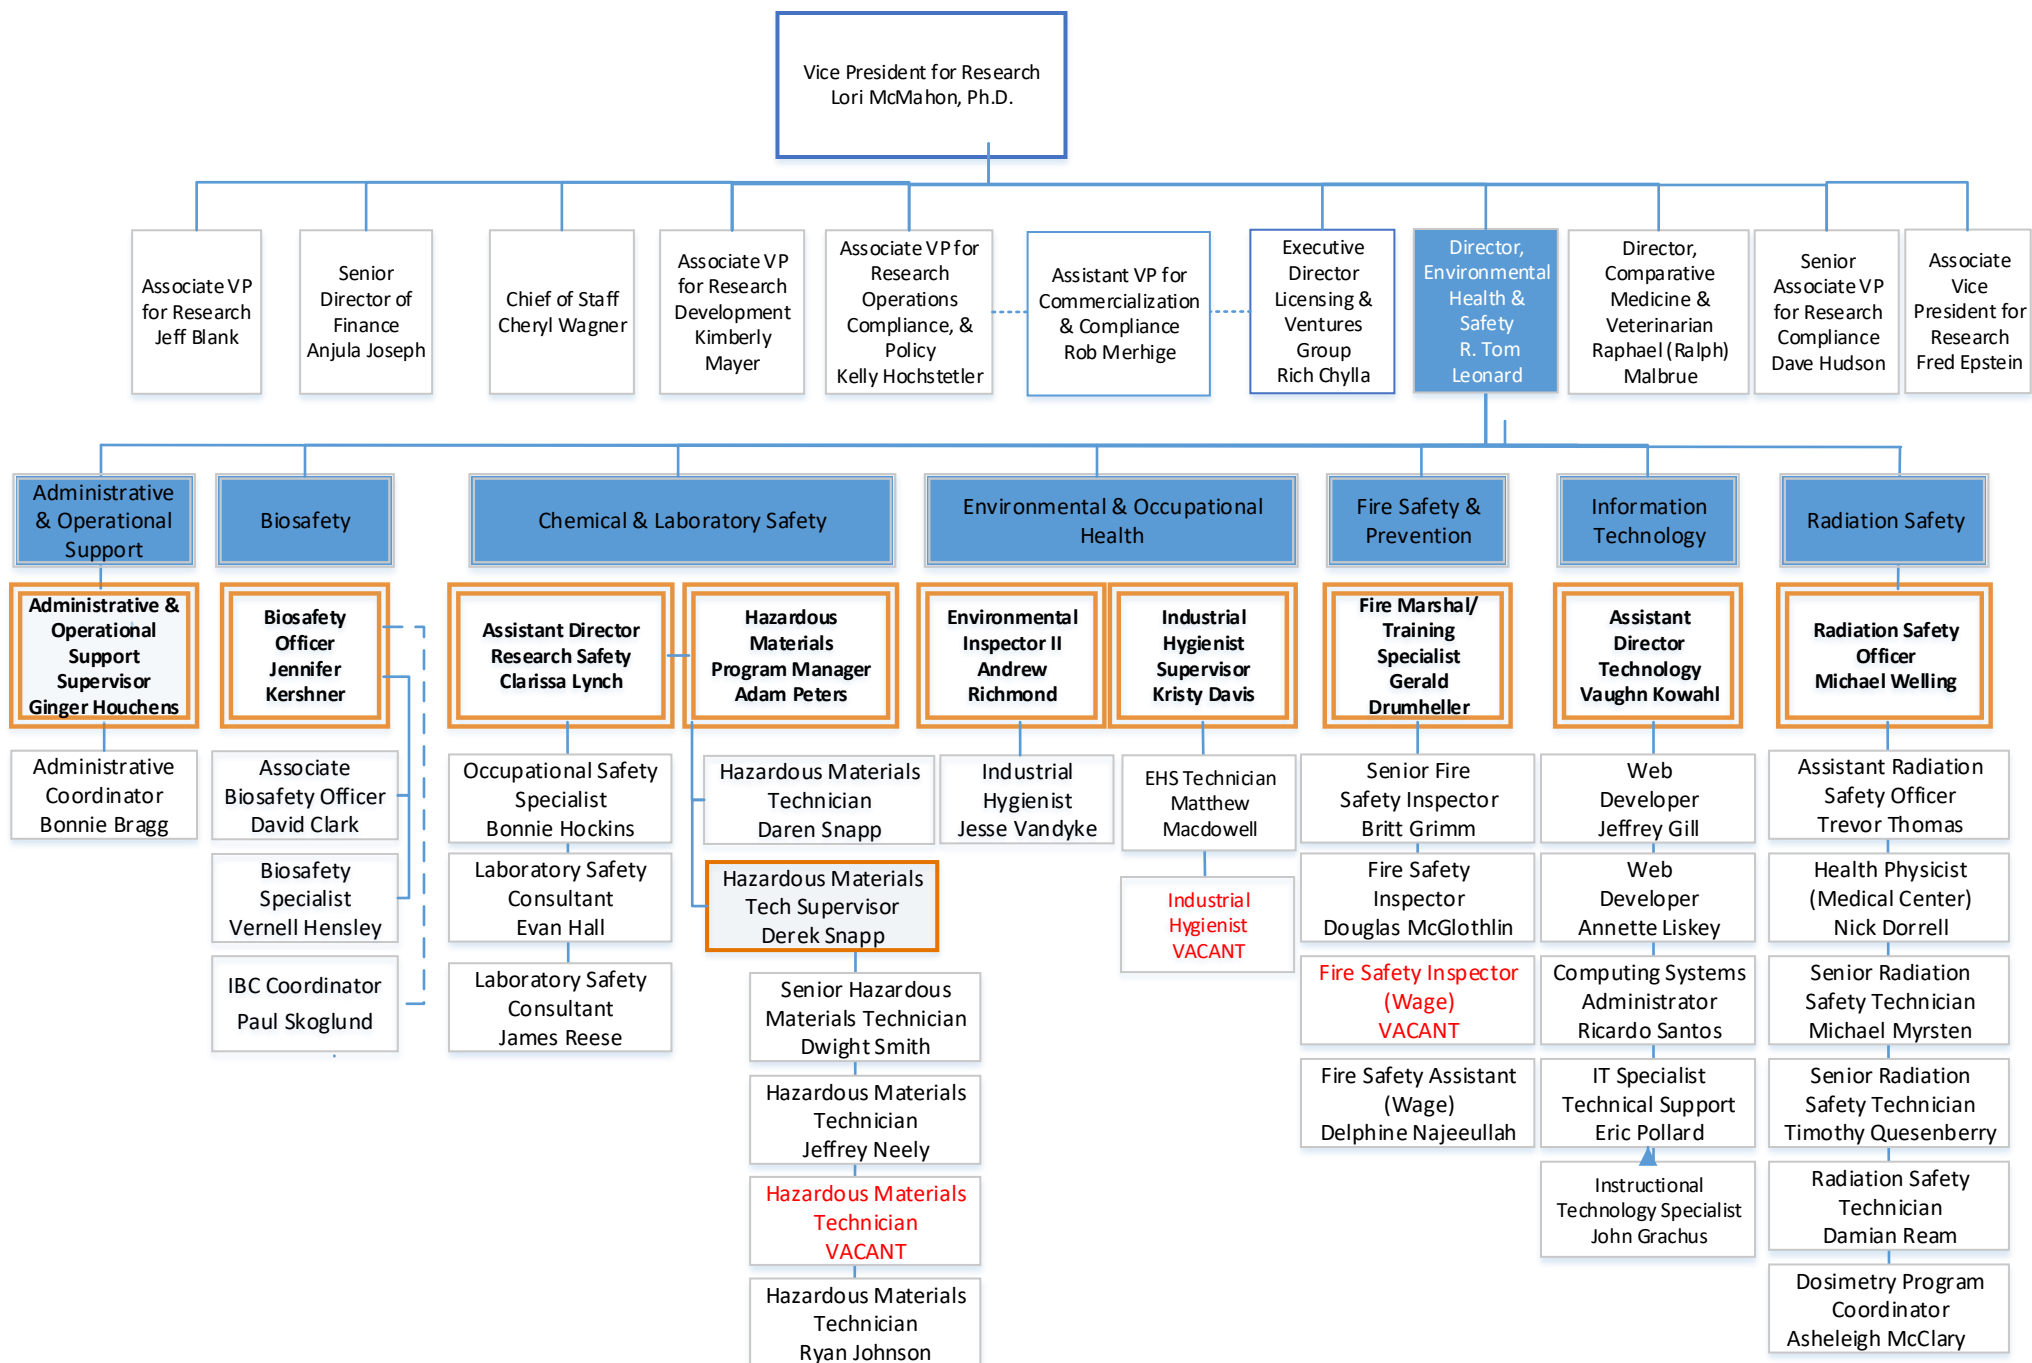 Vice President for Research
Lori McMahon, Ph.D.
Associate VP
for Research
Jeff Blank
Senior
Director of
Finance
Anjula Joseph
Chief of Staff
Cheryl Wagner
Associate VP
for Research
Development
Kimberly
Mayer
Associate VP for
Research
Operations
Compliance, &
Policy
Kelly Hochstetler
Assistant VP for
Commercialization
& Compliance
Rob Merhige
Executive
Director
Licensing &
Ventures
Group
Rich Chylla
Director,
Environmental
Health &
Safety
R. Tom
Leonard
Director,
Comparative
Medicine &
Veterinarian
Raphael (Ralph)
Malbrue
Senior
Associate VP
for Research
Compliance
Dave Hudson
Associate
Vice
President for
Research
Fred Epstein
Administrative
& Operational
Support
Biosafety
Chemical & Laboratory Safety
Environmental & Occupational
Health
Fire Safety &
Prevention
Information
Technology
Radiation Safety
Administrative &
Operational
Support
Supervisor
Ginger Houchens
Biosafety
Officer
Jennifer
Kershner
Assistant Director
Research Safety
Clarissa Lynch
Hazardous
Materials
Program Manager
Adam Peters
Environmental
Inspector II
Andrew
Richmond
Industrial
Hygienist
Supervisor
Kristy Davis
Fire Marshal/
Training
Specialist
Gerald
Drumheller
Assistant
Director
Technology
Vaughn Kowahl
Radiation Safety
Officer
Michael Welling
Administrative
Coordinator
Bonnie Bragg
Associate
Biosafety Officer
David Clark
Biosafety
Specialist
Vernell Hensley
IBC Coordinator
Paul Skoglund
Occupational Safety
Specialist
Bonnie Hockins
Laboratory Safety
Consultant
Evan Hall
Laboratory Safety
Consultant
James Reese
Hazardous Materials
Technician
Daren Snapp
Hazardous Materials
Tech Supervisor
Derek Snapp
Senior Hazardous
Materials Technician
Dwight Smith
Hazardous Materials
Technician
Jeffrey Neely
Hazardous Materials
Technician
VACANT
Hazardous Materials
Technician
Ryan Johnson
Industrial
Hygienist
Jesse Vandyke
EHS Technician
Matthew
Macdowell
Industrial
Hygienist
VACANT
Senior Fire
Safety Inspector
Britt Grimm
Fire Safety
Inspector
Douglas McGlothlin
Fire Safety Inspector
(Wage)
VACANT
Fire Safety Assistant
(Wage)
Delphine Najeeullah
Web
Developer
Jeffrey Gill
Web
Developer
Annette Liskey
Computing Systems
Administrator
Ricardo Santos
IT Specialist
Technical Support
Eric Pollard
Instructional
Technology Specialist
John Grachus
Assistant Radiation
Safety Officer
Trevor Thomas
Health Physicist
(Medical Center)
Nick Dorrell
Senior Radiation
Safety Technician
Michael Myrsten
Senior Radiation
Safety Technician
Timothy Quesenberry
Radiation Safety
Technician
Damian Ream
Dosimetry Program
Coordinator
Asheleigh McClary